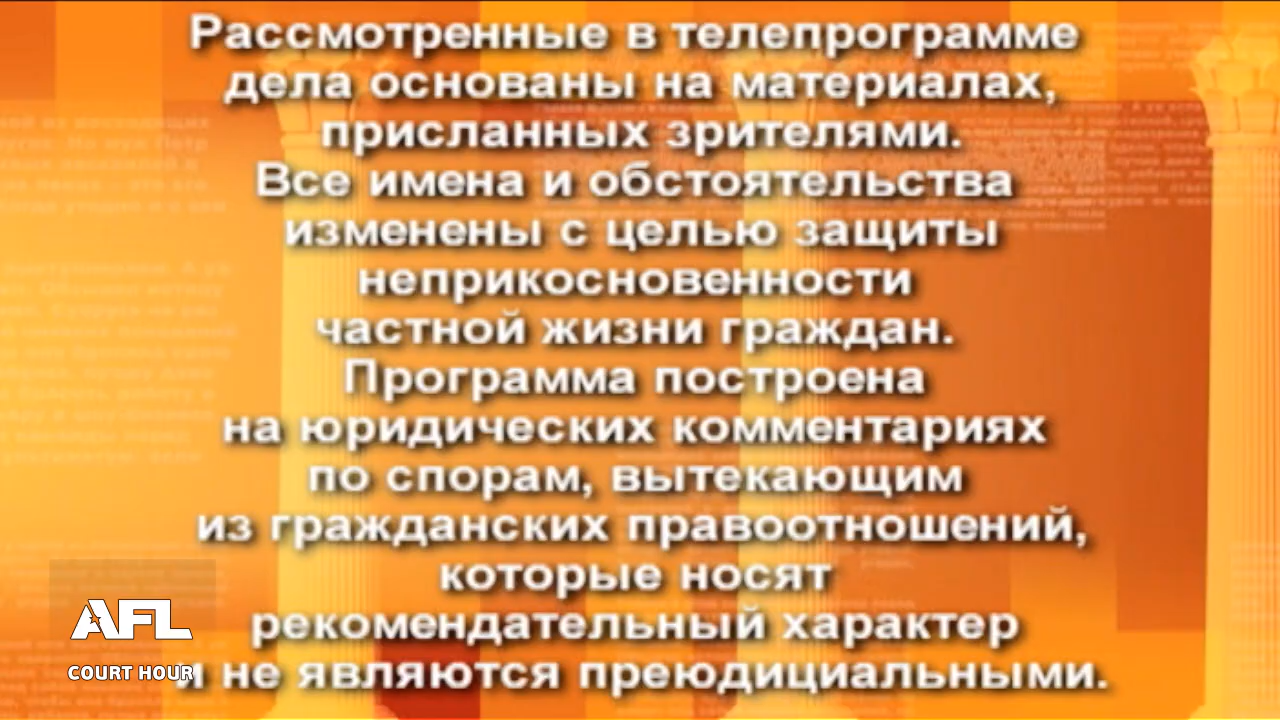 Рассмотренные в телепрограмме
дела основаны на материалах,
присланных зрителями.
Все имена и обстоятельства
изменены с целью защиты
неприкосновенности
частной жизни граждан.
Программа построена
на юридических комментариях
по спорам, вытекающим
из гражданских правоотношений,
которые носят
рекомендательный характер
и не являются преюдициальными.
AFL
COURT HOUR